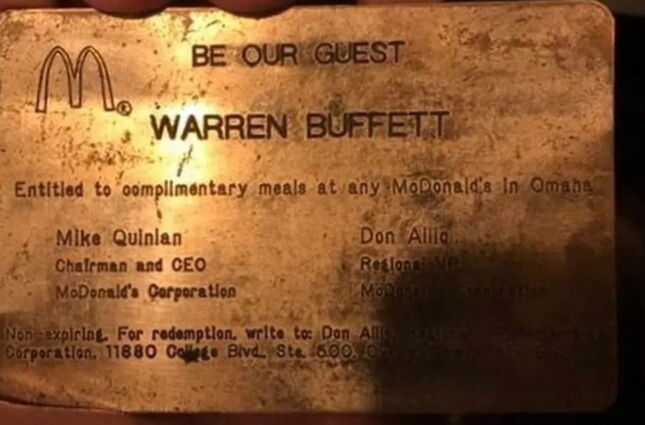 M®
BE OUR GUEST
WARREN BUFFETT
Entitled to complimentary meals at any McDonald's in Omaha
Mike Quinlan Don
Chairman and CEO Regional VP
McDonald's Corporation
Non-expiring. For redemption, write to: Don
Corporation, 11880 College Blvd., Ste. 500,